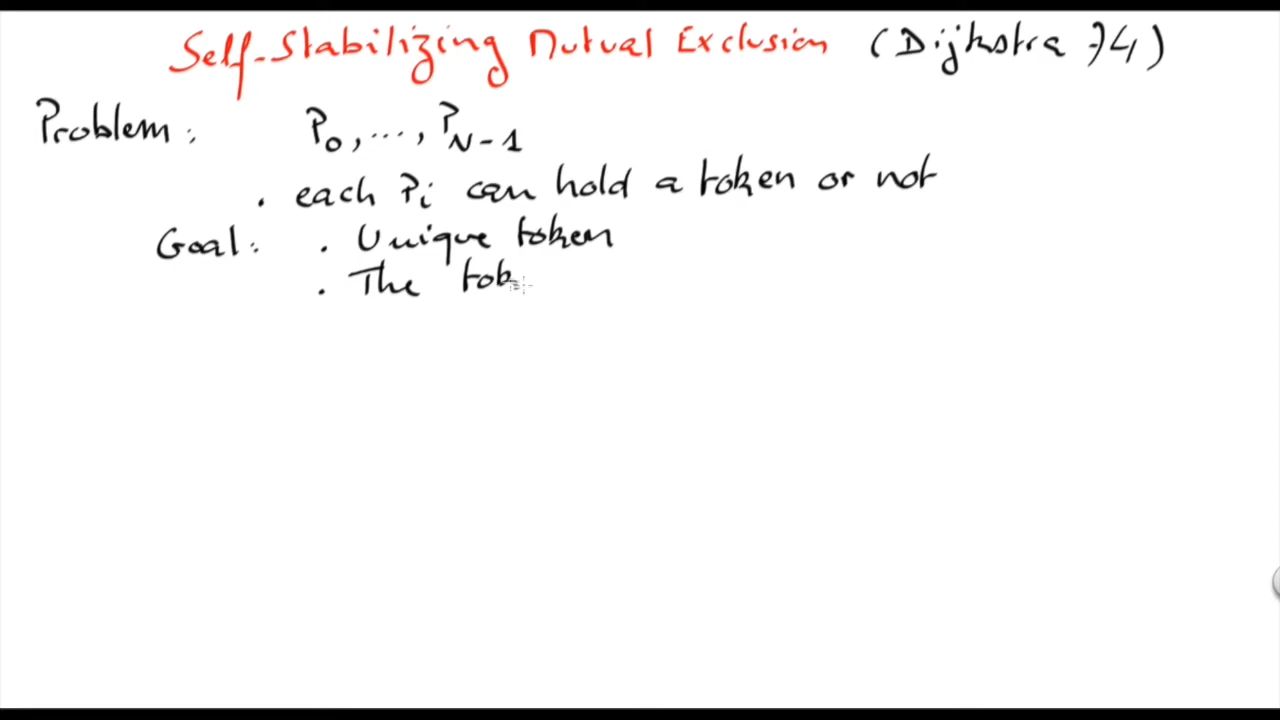 Self-Stabilizing Mutual Exclusion (Dijkstra 74)
Problem: P0, ..., PN-1
. each Pi can hold a token or not
Goal: . Unique token
. The tok